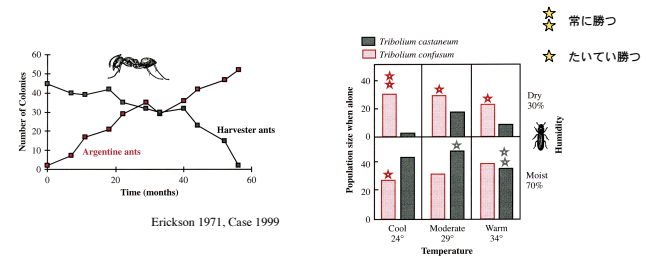 60
50
40
30
20
10
0
Number of Colonies
Harvester ants
Argentine ants
0 20 40 60
Time (months)
Erickson 1971, Case 1999
常に勝つ
たいてい勝つ
Tribolium castaneum
Tribolium confusum
Population size when alone
40
20
0
40
20
0
Dry
30%
Moist
70%
Humidity
Cool
24°
Moderate
29°
Warm
34°
Temperature